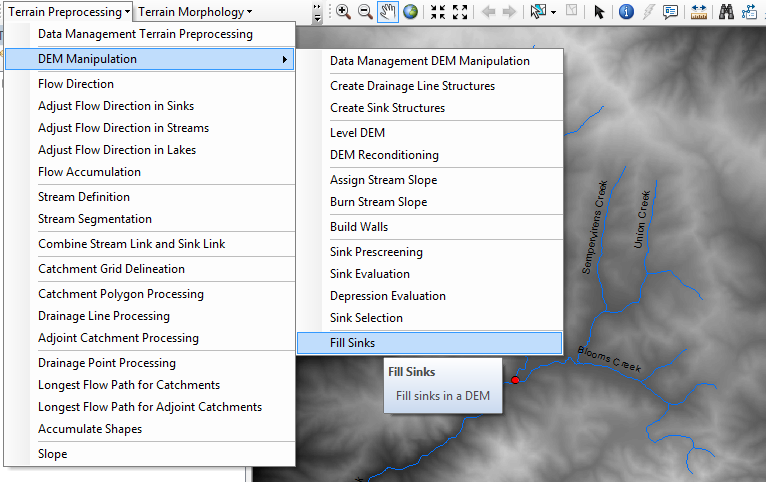 Terrain Preprocessing
Terrain Morphology
Data Management Terrain Preprocessing
DEM Manipulation
Flow Direction
Adjust Flow Direction in Sinks
Adjust Flow Direction in Streams
Adjust Flow Direction in Lakes
Flow Accumulation
Stream Definition
Stream Segmentation
Combine Stream Link and Sink Link
Catchment Grid Delineation
Catchment Polygon Processing
Drainage Line Processing
Adjoint Catchment Processing
Drainage Point Processing
Longest Flow Path for Catchments
Longest Flow Path for Adjoint Catchments
Accumulate Shapes
Slope
Data Management DEM Manipulation
Create Drainage Line Structures
Create Sink Structures
Level DEM
DEM Reconditioning
Assign Stream Slope
Burn Stream Slope
Build Walls
Sink Prescreening
Sink Evaluation
Depression Evaluation
Sink Selection
Fill Sinks
Fill Sinks
Fill sinks in a DEM
Sempervirens Creek
Union Creek
Blooms Creek